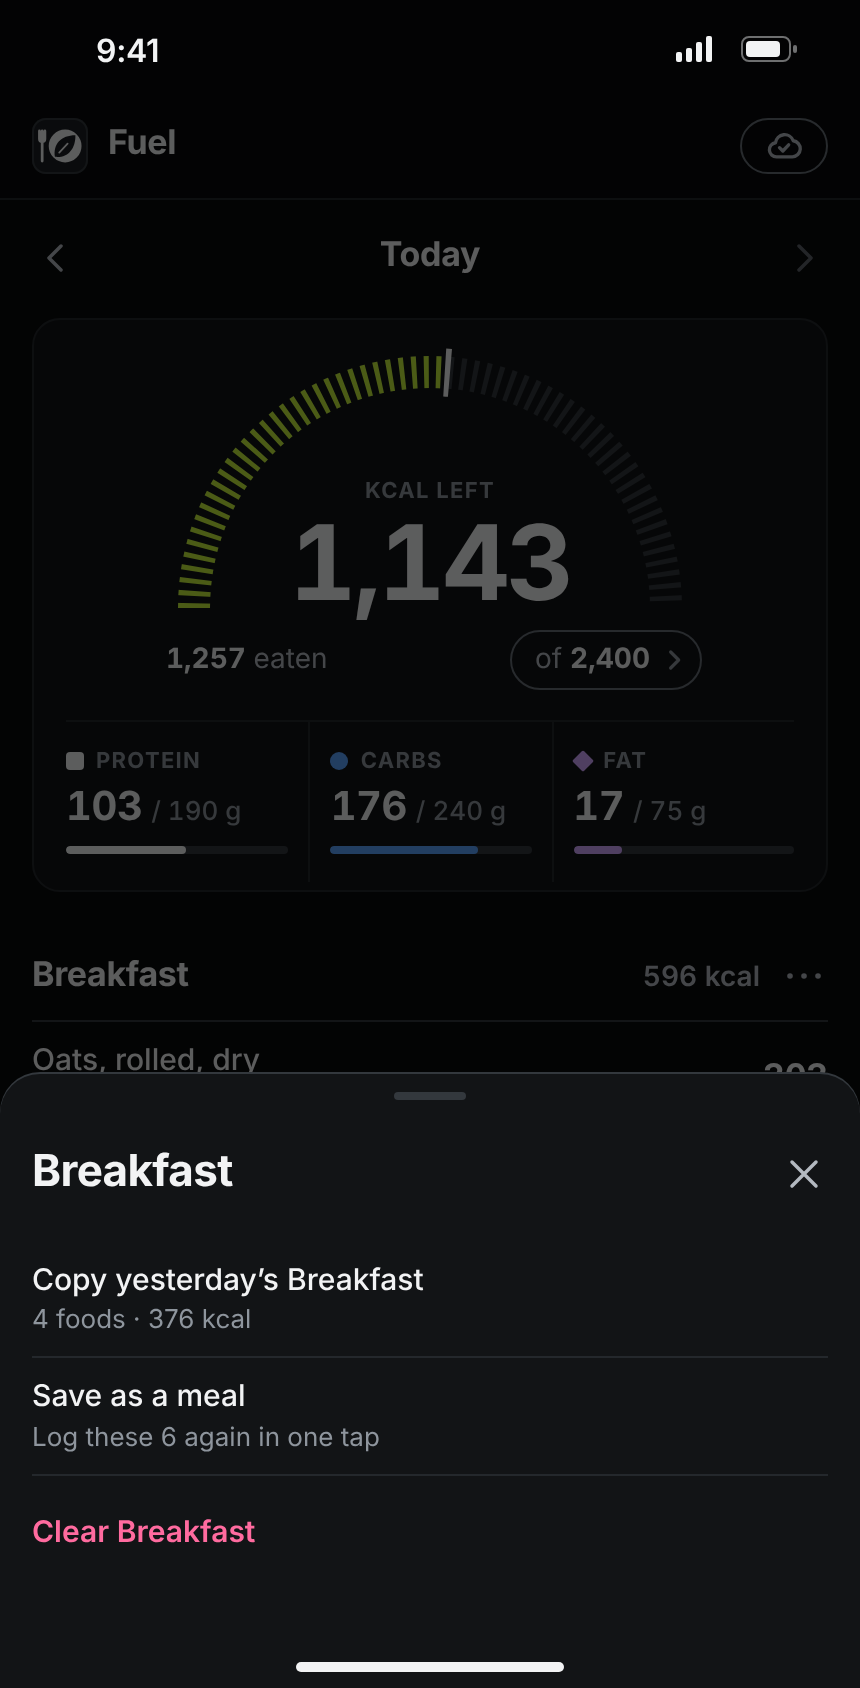 9:41
Fuel
Today
KCAL LEFT
1,143
1,257 eaten
of 2,400
PROTEIN
103 / 190 g
CARBS
176 / 240 g
FAT
17 / 75 g
Breakfast
596 kcal
Oats, rolled, dry
Breakfast
Copy yesterday’s Breakfast
4 foods · 376 kcal
Save as a meal
Log these 6 again in one tap
Clear Breakfast